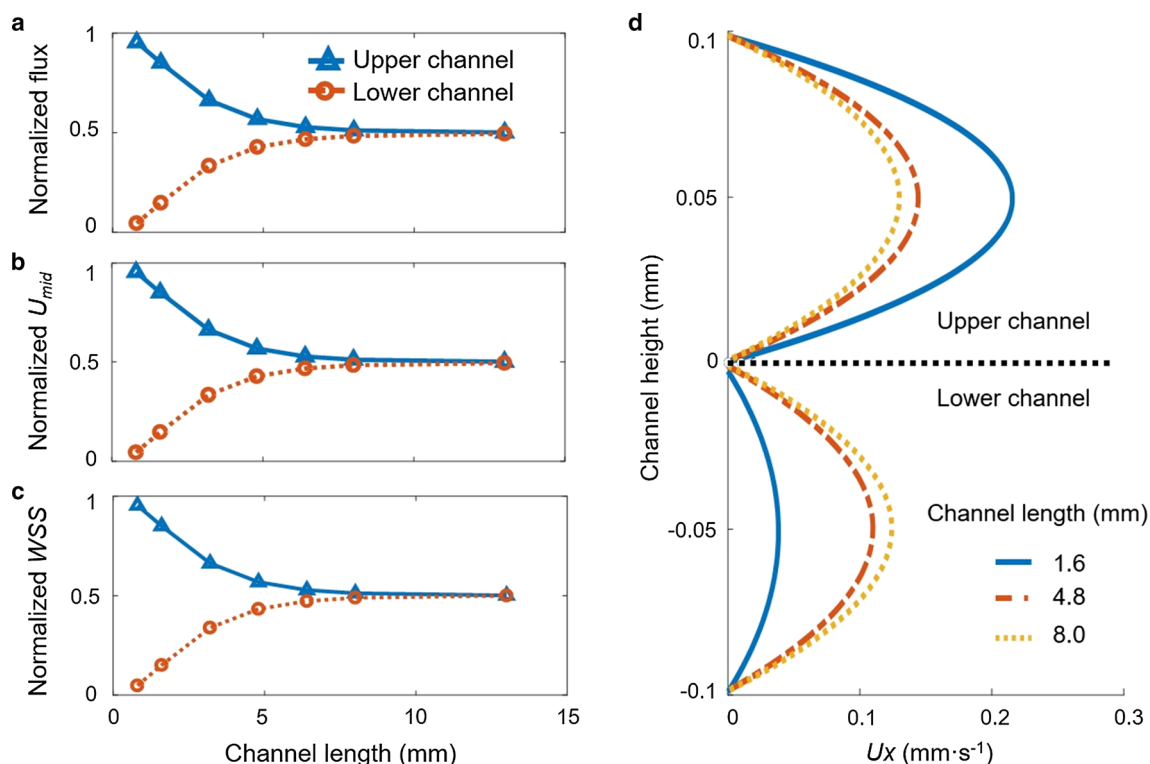 a
1
0.5
0
Normalized flux
Upper channel
Lower channel
b
1
0.5
0
Normalized Umid
c
1
0.5
0
Normalized WSS
0
5
10
15
Channel length (mm)
d
0.1
0.05
0
-0.05
-0.1
Channel height (mm)
Upper channel
Lower channel
Channel length (mm)
1.6
4.8
8.0
0
0.1
0.2
0.3
Ux (mm·s⁻¹)